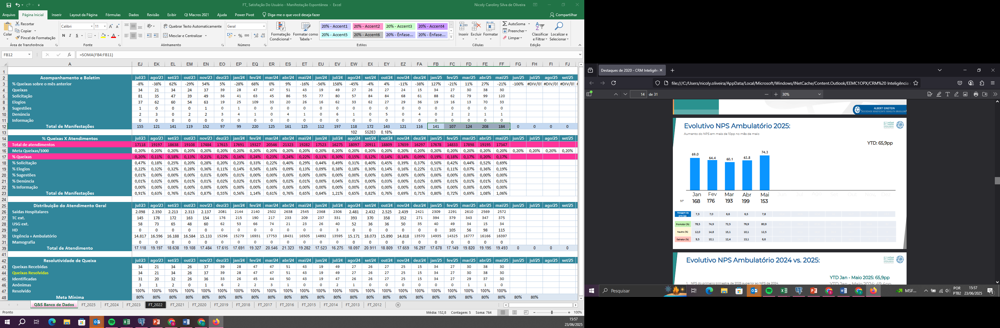 FT_ Satisfação Do Usuário - Manifestação Espontânea - Excel
Nicoly Caroliny Silva de Oliveira
Arquivo Página Inicial Inserir Layout da Página Fórmulas Dados Revisão Exibir QI Macros 2021 Ajuda Power Pivot Diga-me o que você deseja fazer Compartilhar
Colar Recortar Copiar Pincel de Formatação
Calibri 11 N I S
Quebrar Texto Automaticamente Mesclar e Centralizar
Geral % 000
Formatação Condicional Formatar como Tabela
20% - Accent1 20% - Accent2 20% - Accent3 20% - Accent4
20% - Accent5 20% - Accent6 20% - Ênfase... 20% - Ênfase...
Inserir Excluir Formatar
AutoSoma Preencher Limpar Classificar e Filtrar Localizar e Selecionar
Área de Transferência Fonte Alinhamento Número Estilos Células Edição
FB12 fx =SOMA(FB4:FB11)
A EJ EK EL EM EN EO EP EQ ER ES ET EU EV EW EX EY EZ FA FB FC FD FE FF FG FH FI FJ
1
2 Acompanhamento e Boletim jul/23 ago/23 set/23 out/23 nov/23 dez/23 jan/24 fev/24 mar/24 abr/24 mai/24 jun/24 jul/24 ago/24 set/24 out/24 nov/24 dez/24 jan/25 fev/25 mar/25 abr/25 mai/25 jun/25 jul/25 ago/25 set/25
3 % Queixas sobre o mês anterior -8% -38% 62% -29% 54% 5% -28% 68% 0% 9% -16% -56% 158% -45% -4% 4% -11% -38% 127% -21% 11% 27% -21% -100% #DIV/0! #DIV/0! #DIV/0!
4 Queixas 34 21 34 24 37 39 28 47 47 51 43 19 49 27 26 27 24 15 34 27 30 38 30
5 Solicitação 81 35 47 39 49 36 41 63 45 86 55 77 80 57 84 84 68 61 88 62 79 99 120
8 Elogios 37 62 60 54 63 19 25 109 33 20 26 16 62 33 62 27 29 36 19 16 13 70 33
9 Sugestões 1 0 0 0 1 0 1 0 0 0 0 0 0 0 0 0 0 0 0 0 0 0 0
10 Denúncia 2 3 0 2 2 3 4 1 0 4 1 0 6 1 0 5 0 4 0 2 2 1 1
11 Informação 0 0 0 0 0 0 0 0 0 0 0 0 0 0 0 0 0 0 0 0 0 0 0
12 Total de Manifestações 155 121 141 119 152 97 99 220 125 161 125 112 197 118 172 143 121 116 141 107 124 208 184 0 0 0 0
13 102 55283 0,18%
14 % Queixas X Atendimentos jul/23 ago/23 set/23 out/23 nov/23 dez/23 jan/24 fev/24 mar/24 abr/24 mai/24 jun/24 jul/24 ago/24 set/24 out/24 nov/24 dez/24 jan/25 fev/25 mar/25 abr/25 mai/25 jun/25 jul/25 ago/25 set/25
15 Total de atendimentos 17118 19197 18638 19108 17484 17615 17691 19327 20546 21323 19282 17523 16275 18097 20911 18809 17659 16297 17678 14833 17898 19195 17347
16 Meta Queixas/1000 0,20% 0,20% 0,20% 0,20% 0,20% 0,20% 0,20% 0,20% 0,20% 0,20% 0,20% 0,20% 0,20% 0,20% 0,20% 0,20% 0,20% 0,20% 0,20% 0,20% 0,20% 0,20% 0,20% 0,20% 0,20% 0,20% 0,20%
17 % Queixas 0,20% 0,11% 0,18% 0,13% 0,21% 0,22% 0,16% 0,24% 0,23% 0,24% 0,22% 0,11% 0,30% 0,15% 0,12% 0,14% 0,14% 0,09% 0,19% 0,18% 0,17% 0,20% 0,17%
18 % Solicitação 0,47% 0,18% 0,25% 0,20% 0,28% 0,20% 0,23% 0,33% 0,22% 0,40% 0,29% 0,44% 0,49% 0,31% 0,40% 0,45% 0,39% 0,37% 0,50% 0,42% 0,44% 0,52% 0,69%
19 % Elogios 0,22% 0,32% 0,32% 0,28% 0,36% 0,11% 0,14% 0,56% 0,16% 0,09% 0,13% 0,09% 0,38% 0,18% 0,30% 0,14% 0,16% 0,22% 0,11% 0,11% 0,07% 0,36% 0,19%
20 % Sugestões 0,01% 0,00% 0,00% 0,00% 0,01% 0,00% 0,01% 0,00% 0,00% 0,00% 0,00% 0,00% 0,00% 0,00% 0,00% 0,00% 0,00% 0,00% 0,00% 0,00% 0,00% 0,00% 0,00%
21 % Denúncia 0,01% 0,02% 0,00% 0,01% 0,01% 0,02% 0,02% 0,01% 0,00% 0,02% 0,01% 0,00% 0,04% 0,01% 0,00% 0,03% 0,00% 0,02% 0,00% 0,01% 0,01% 0,01% 0,01%
22 % Informação 0,00% 0,00% 0,00% 0,00% 0,00% 0,00% 0,00% 0,00% 0,00% 0,00% 0,00% 0,00% 0,00% 0,00% 0,00% 0,00% 0,00% 0,00% 0,00% 0,00% 0,00% 0,00% 0,00%
23 Total de Manifestações 0,91% 0,63% 0,76% 0,62% 0,87% 0,55% 0,56% 1,14% 0,61% 0,76% 0,65% 0,64% 1,21% 0,65% 0,82% 0,76% 0,69% 0,71% 0,80% 0,72% 0,69% 1,08% 1,06%
24
25 Distribuição do Atendimento Geral jul/23 ago/23 set/23 out/23 nov/23 dez/23 jan/24 fev/24 mar/24 abr/24 mai/24 jun/24 jul/24 ago/24 set/24 out/24 nov/24 dez/24 jan/25 fev/25 mar/25 abr/25 mai/25 jun/25 jul/25 ago/25 set/25
26 Saídas Hospitalares 2.098 2.350 2.213 2.313 2.137 2081 2144 2140 2502 2638 2545 2368 2306 2.481 2.432 2.525 2.439 2421 2309 2291 2610 2569 2572
27 TC ext. 145 178 172 163 154 176 215 190 217 233 209 237 331 393 370 358 352 271 394 379 343 347 375
28 USG ext. 58 73 65 48 60 62 53 66 74 21 23 26 40 52 36 36 50 35 40 49 34 15 34
29 HD 0 0 0 0 0 0 0 0 0 0 0 0 3 0 0 0 0 0 0 105 56 98 115
30 Urgência + Ambulatório 14.817 16.596 16.188 16.584 15.133 15296 15279 16931 17753 18431 16505 14892 13595 15.171 18.073 15.890 14.818 13570 14935 14325 16777 16166 16397
31 Mamografia 0 0 0 0 0 0 0 0 0 0 0 0 0 0 0 0 0 0 0 0 0 0 0
39 Total de Atendimento 17.118 19.197 18.638 19.108 17.484 17.615 17.691 19.327 20.546 21.323 19.282 17.523 16.275 18.097 20.911 18.809 17.659 16.297 17.678 17.149 19.820 19.195 19.493 0 0 0 0
41
42 Resolutividade de Queixa jul/23 ago/23 set/23 out/23 nov/23 dez/23 jan/24 fev/24 mar/24 abr/24 mai/24 jun/24 jul/24 ago/24 set/24 out/24 nov/24 dez/24 jan/25 fev/25 mar/25 abr/25 mai/25 jun/25 jul/25 ago/25 set/25
43 Queixas Recebidas 34 21 34 26 37 39 28 47 47 51 43 19 49 27 26 27 25 15 34 27 30 38 30
44 Queixas Resolvidas 34 21 34 26 37 39 28 47 47 51 43 19 49 27 26 27 25 15 34 27 30 38 30
45 Identificadas 31 20 32 26 36 33 26 45 44 50 43 19 47 26 26 27 25 15 34 27 29 37 30
46 Anônimas 3 1 2 0 1 6 2 2 3 1 0 0 2 1 0 0 0 0 0 0 1 1 0
47 Resolvido 100% 100% 100% 100% 100% 100% 100% 100% 100% 100% 100% 100% 100% 100% 100% 100% 100% 100% 100% 100% 100% 100% 100%
48 Meta Mínima 80% 80% 80% 80% 80% 80% 80% 80% 80% 80% 80% 80% 80% 80% 80% 80% 80% 80% 80% 80% 80% 80% 80% 80% 80%
Q&S Banco de Dados FT_2025 FT_2024 FT_2023 FT_2022 FT_2021 FT_2020 FT_2019 FT_2018 FT_2017 FT_2016 FT_2015 FT_2014 FT_2013 FT_2012
Pronto Média: 152,8 Contagem: 5 Soma: 764 100%
15:57
23/06/2025
Destaques de 2020 - CRM Inteligên
file:///C:/Users/nicoly.oliveira/AppData/Local/Microsoft/Windows/INetCache/Content.Outlook/EEMC1OPX/CRM%20 Inteligência
14 de 31 30%
ALBERT EINSTEIN
SOCIEDADE BENEFICENTE ISRAELITA BRASILEIRA
Evolutivo NPS Ambulatório 2025:
Aumento do NPS em mais de 10pp no mês de maio
YTD: 65,9pp
69.0 64.4 60.1 63.8 74.3
Jan Fev Mar Abr Mai Jun Jul Ago Set Out Nov. Dez
Nº 168 176 193 199 153
Margem de erro (pp) 7,3 7,0 6,6 6,5 7,8
Promotor (%) 78,5 74,9 72,5 76,9 80,9
Neutro (%) 12,0 14,8 15,1 10,1 12,5
Detrator (%) 9,5 10,1 12,4 13,1 6,6
Evolutivo NPS Ambulatório 2024 vs. 2025:
YTD Jan - Maio 2025: 65,9pp
YTD Jan – Maio 2024: 49,4pp
1. NPS do primeiro trimestre de 2025 superior ao NPS de 2024.
Pesquisar
MSF...
POR
PTB2
15:57
23/06/2025
5